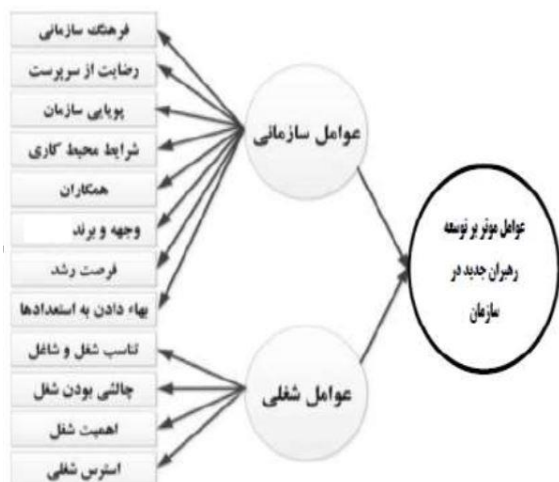 فرهنگ سازمانی
رضایت از سرپرست
پویایی سازمان
شرایط محیط کاری
همکاران
وجهه و برند
فرصت رشد
بهاء دادن به استعدادها
تناسب شغل و شاغل
چالشی بودن شغل
اهمیت شغل
استرس شغلی
عوامل سازمانی
عوامل شغلی
عوامل موثر بر توسعه
رهبران جدید در
سازمان